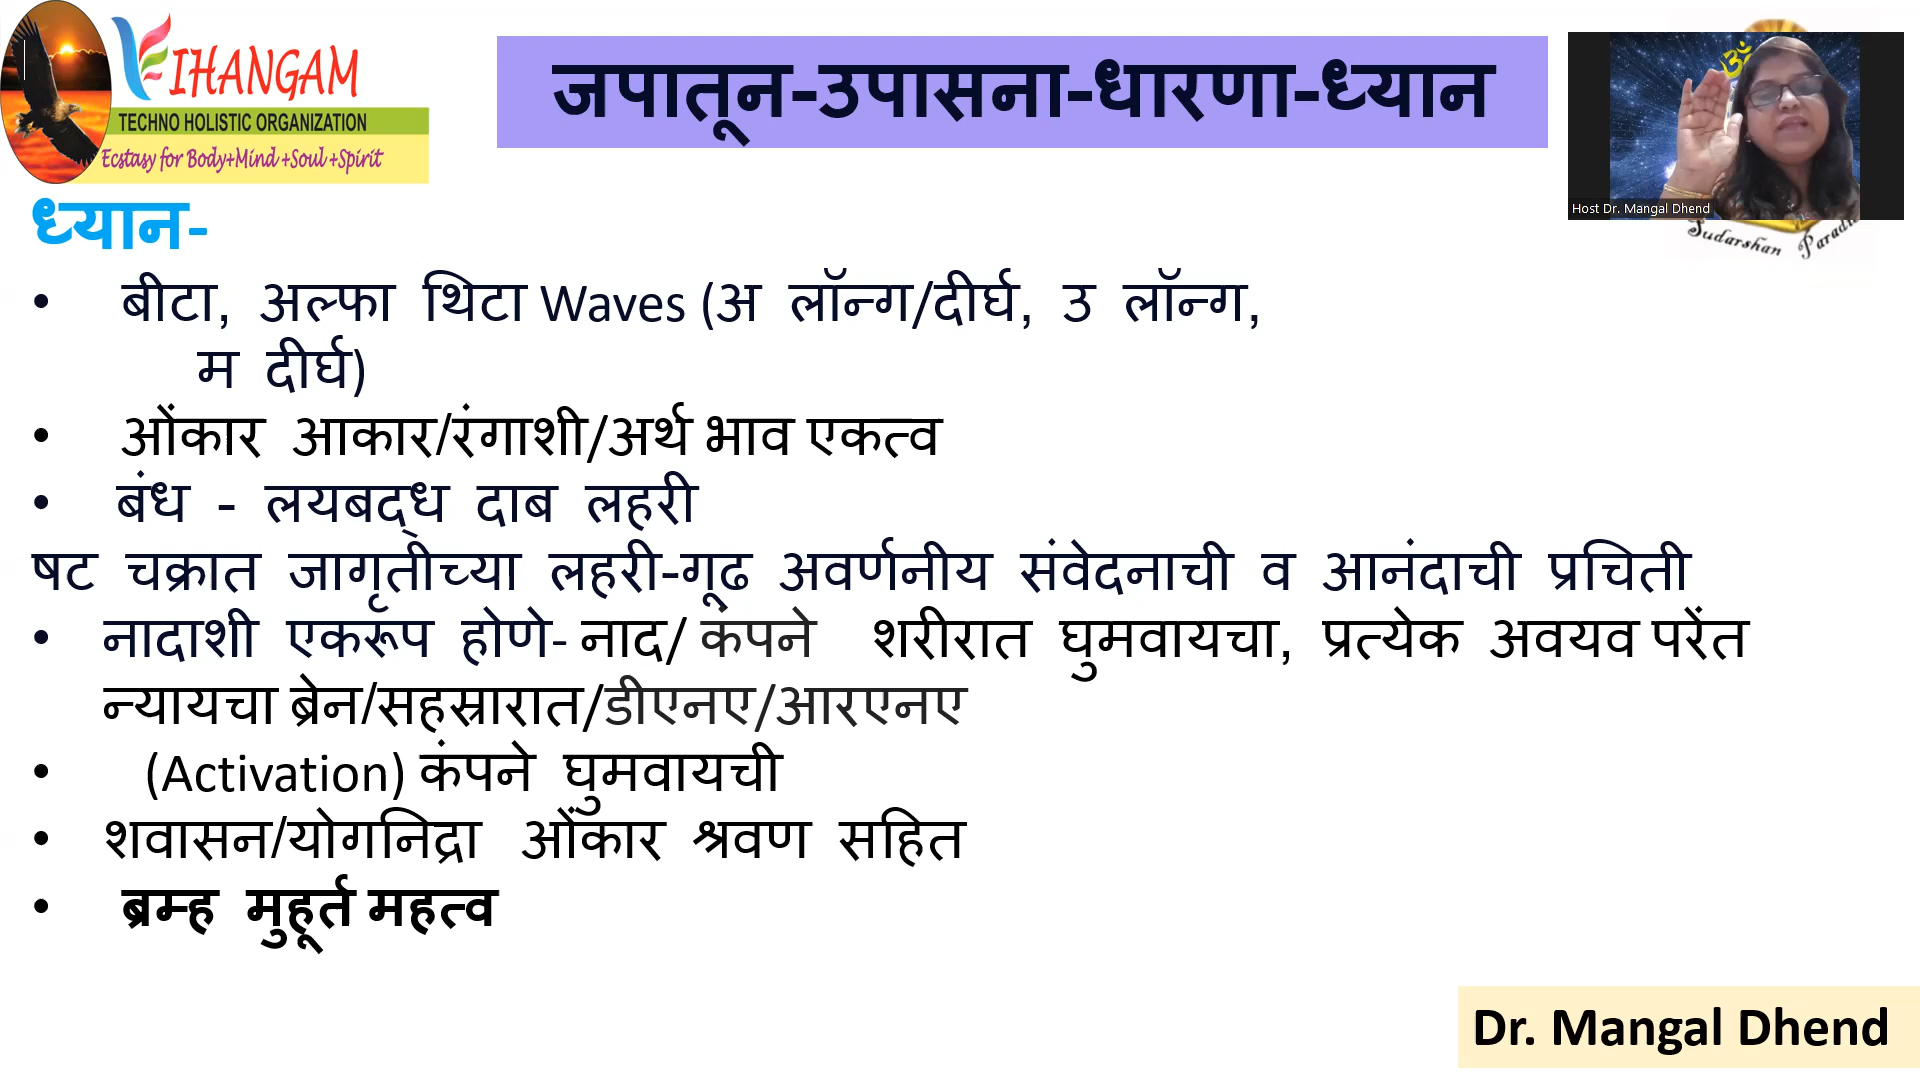 VIHANGAM
TECHNO HOLISTIC ORGANIZATION
Ecstasy for Body+Mind +Soul +Spirit
जपातून-उपासना-धारणा-ध्यान
ॐ
Host Dr. Mangal Dhend
Sudarshan
ध्यान-
• बीटा, अल्फा थिटा Waves (अ लॉन्ग/दीर्घ, उ लॉन्ग,
म दीर्घ)
• ओंकार आकार/रंगाशी/अर्थ भाव एकत्व
• बंध - लयबद्ध दाब लहरी
षट चक्रात जागृतीच्या लहरी-गूढ अवर्णनीय संवेदनाची व आनंदाची प्रचिती
• नादाशी एकरूप होणे- नाद/ कंपने शरीरात घुमवायचा, प्रत्येक अवयव परेंत
न्यायचा ब्रेन/सहस्रारात/डीएनए/आरएनए
• (Activation) कंपने घुमवायची
• शवासन/योगनिद्रा ओंकार श्रवण सहित
• ब्रम्ह मुहूर्त महत्व
Dr. Mangal Dhend